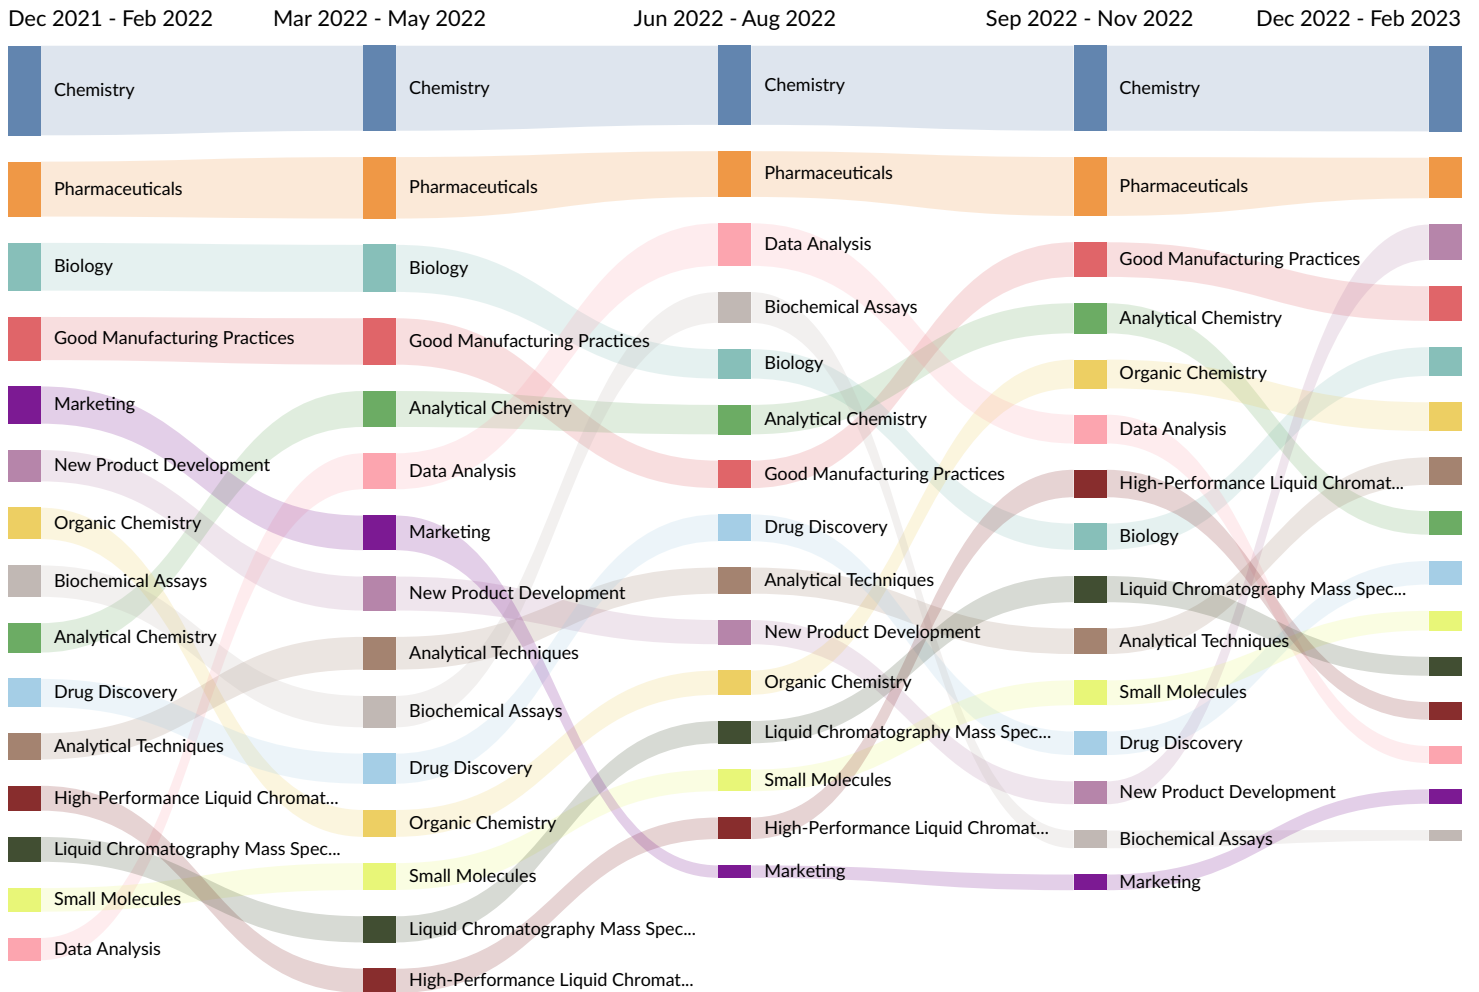 Dec 2021 - Feb 2022
Mar 2022 - May 2022
Jun 2022 - Aug 2022
Sep 2022 - Nov 2022
Dec 2022 - Feb 2023
Chemistry
Pharmaceuticals
Biology
Good Manufacturing Practices
Marketing
New Product Development
Organic Chemistry
Biochemical Assays
Analytical Chemistry
Drug Discovery
Analytical Techniques
High-Performance Liquid Chromat...
Liquid Chromatography Mass Spec...
Small Molecules
Data Analysis
Chemistry
Pharmaceuticals
Biology
Good Manufacturing Practices
Analytical Chemistry
Data Analysis
Marketing
New Product Development
Analytical Techniques
Biochemical Assays
Drug Discovery
Organic Chemistry
Small Molecules
Liquid Chromatography Mass Spec...
High-Performance Liquid Chromat...
Chemistry
Pharmaceuticals
Data Analysis
Biochemical Assays
Biology
Analytical Chemistry
Good Manufacturing Practices
Drug Discovery
Analytical Techniques
New Product Development
Organic Chemistry
Liquid Chromatography Mass Spec...
Small Molecules
High-Performance Liquid Chromat...
Marketing
Chemistry
Pharmaceuticals
Good Manufacturing Practices
Analytical Chemistry
Organic Chemistry
Data Analysis
High-Performance Liquid Chromat...
Biology
Liquid Chromatography Mass Spec...
Analytical Techniques
Small Molecules
Drug Discovery
New Product Development
Biochemical Assays
Marketing